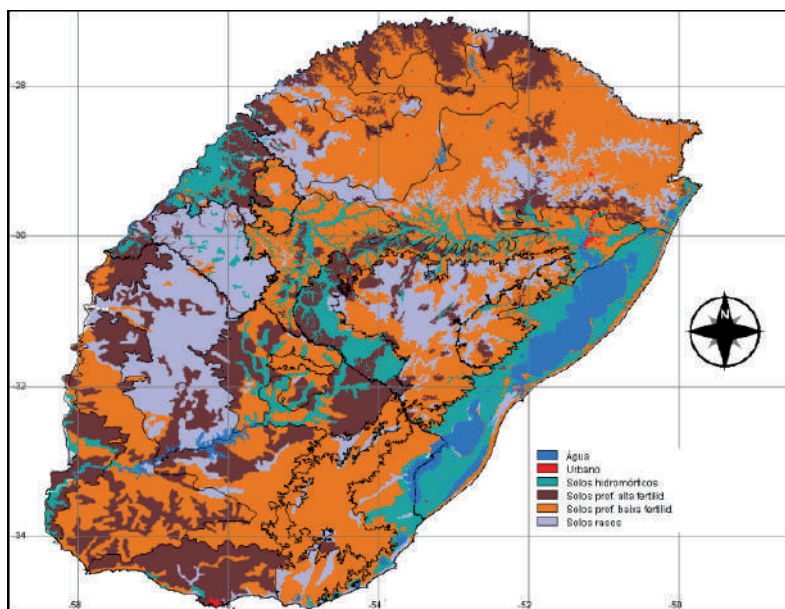 -28
-30
-32
-34
N
Água
Urbano
Solos hidromórficos
Solos prof. alta fertilid.
Solos prof. baixa fertilid.
Solos rasos
-58
-54
-52
-50